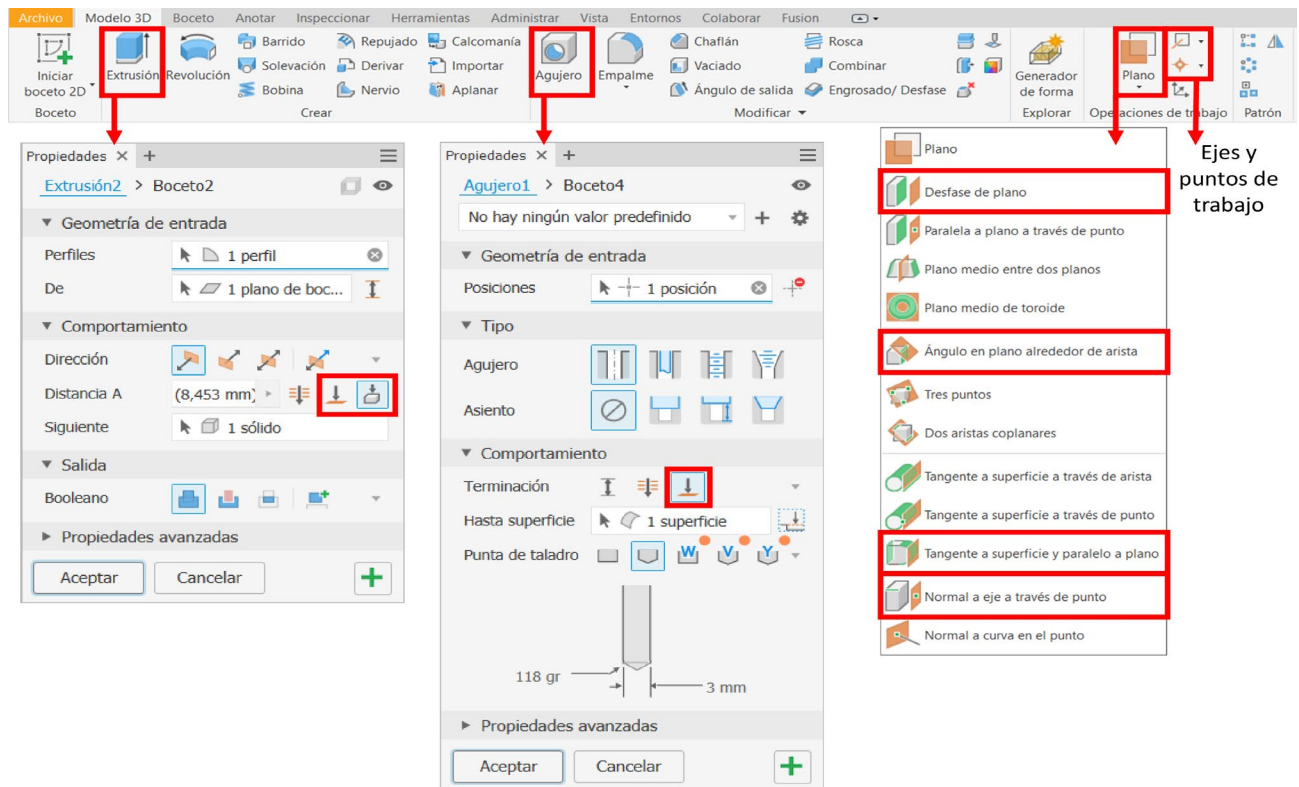 Archivo Modelo 3D Boceto Anotar Inspeccionar Herramientas Administrar Vista Entornos Colaborar Fusion
Iniciar
boceto 2D
Extrusión
Revolución
Barrido
Solevación
Bobina
Repujado
Derivar
Nervio
Calcomanía
Importar
Aplanar
Agujero
Empalme
Chaflán
Vaciado
Ángulo de salida
Rosca
Combinar
Engrosado/ Desfase
Generador
de forma
Plano
Boceto Crear Modificar Explorar Operaciones de trabajo Patrón
Propiedades × +
Extrusión2 > Boceto2
Geometría de entrada
Perfiles 1 perfil
De 1 plano de boc...
Comportamiento
Dirección
Distancia A (8,453 mm)
Siguiente 1 sólido
Salida
Booleano
Propiedades avanzadas
Aceptar Cancelar +
Propiedades × +
Agujero1 > Boceto4
No hay ningún valor predefinido +
Geometría de entrada
Posiciones 1 posición
Tipo
Agujero
Asiento
Comportamiento
Terminación
Hasta superficie 1 superficie
Punta de taladro W V Y
118 gr
3 mm
Propiedades avanzadas
Aceptar Cancelar +
Plano
Desfase de plano
Paralela a plano a través de punto
Plano medio entre dos planos
Plano medio de toroide
Ángulo en plano alrededor de arista
Tres puntos
Dos aristas coplanares
Tangente a superficie a través de arista
Tangente a superficie a través de punto
Tangente a superficie y paralelo a plano
Normal a eje a través de punto
Normal a curva en el punto
Ejes y
puntos de
trabajo